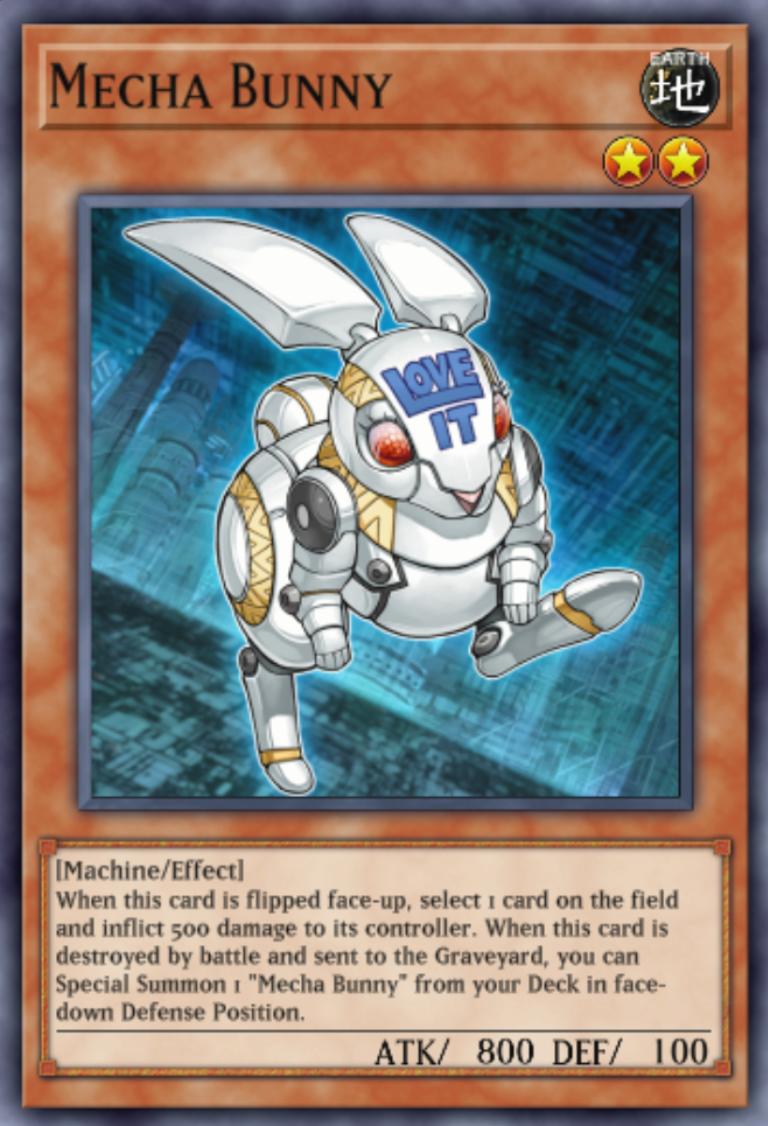 Mecha Bunny
EARTH
地
LOVE
IT
[Machine/Effect]
When this card is flipped face-up, select 1 card on the field
and inflict 500 damage to its controller. When this card is
destroyed by battle and sent to the Graveyard, you can
Special Summon 1 "Mecha Bunny" from your Deck in face-
down Defense Position.
ATK/ 800 DEF/ 100